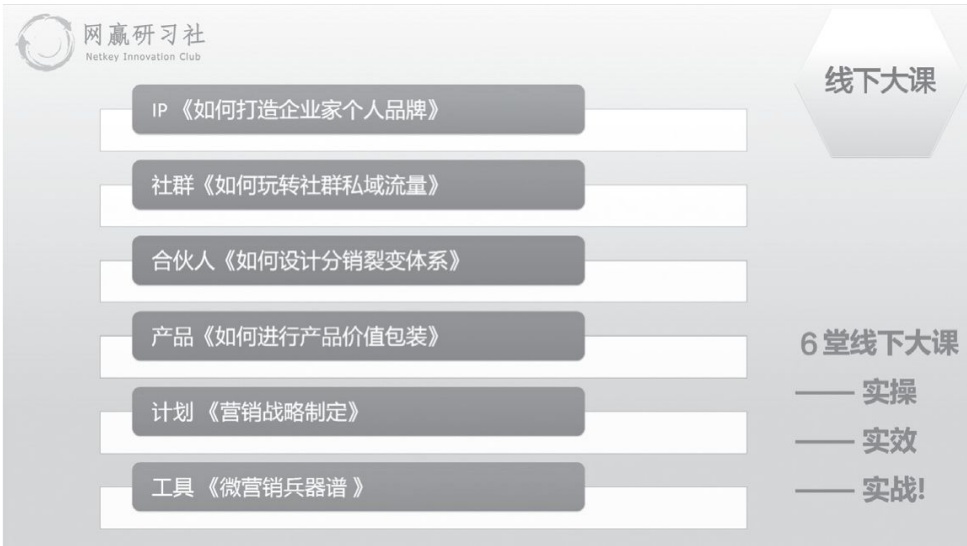 网赢研习社
Netkey Innovation Club
线下大课
IP 《如何打造企业家个人品牌》
社群《如何玩转社群私域流量》
合伙人《如何设计分销裂变体系》
产品《如何进行产品价值包装》
计划 《营销战略制定》
工具 《微营销兵器谱 》
6堂线下大课
—— 实操
—— 实效
—— 实战!